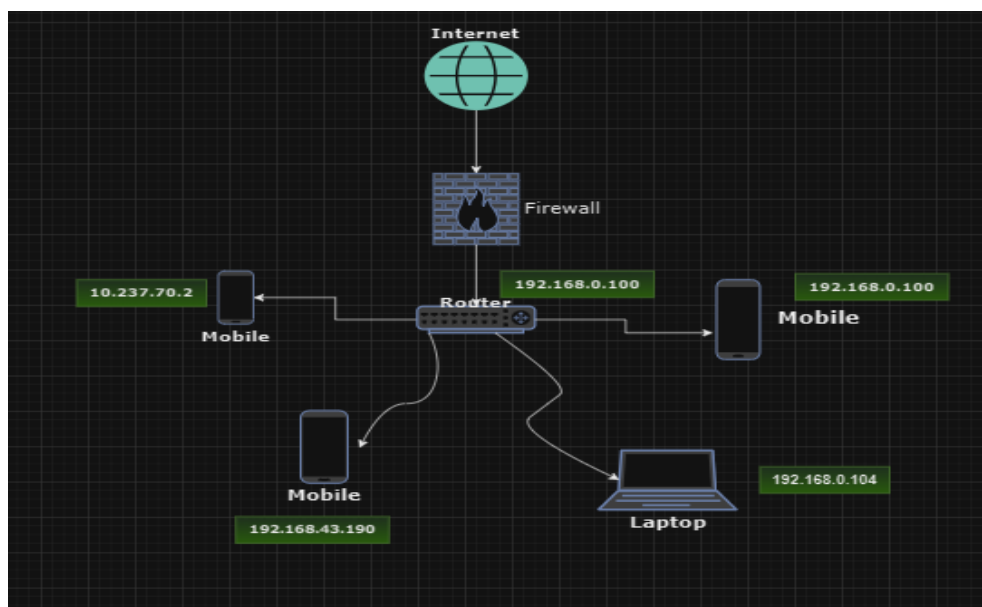 Internet
Firewall
192.168.0.100
10.237.70.2
192.168.0.100
Router
Mobile
Mobile
Mobile
192.168.0.104
192.168.43.190
Laptop